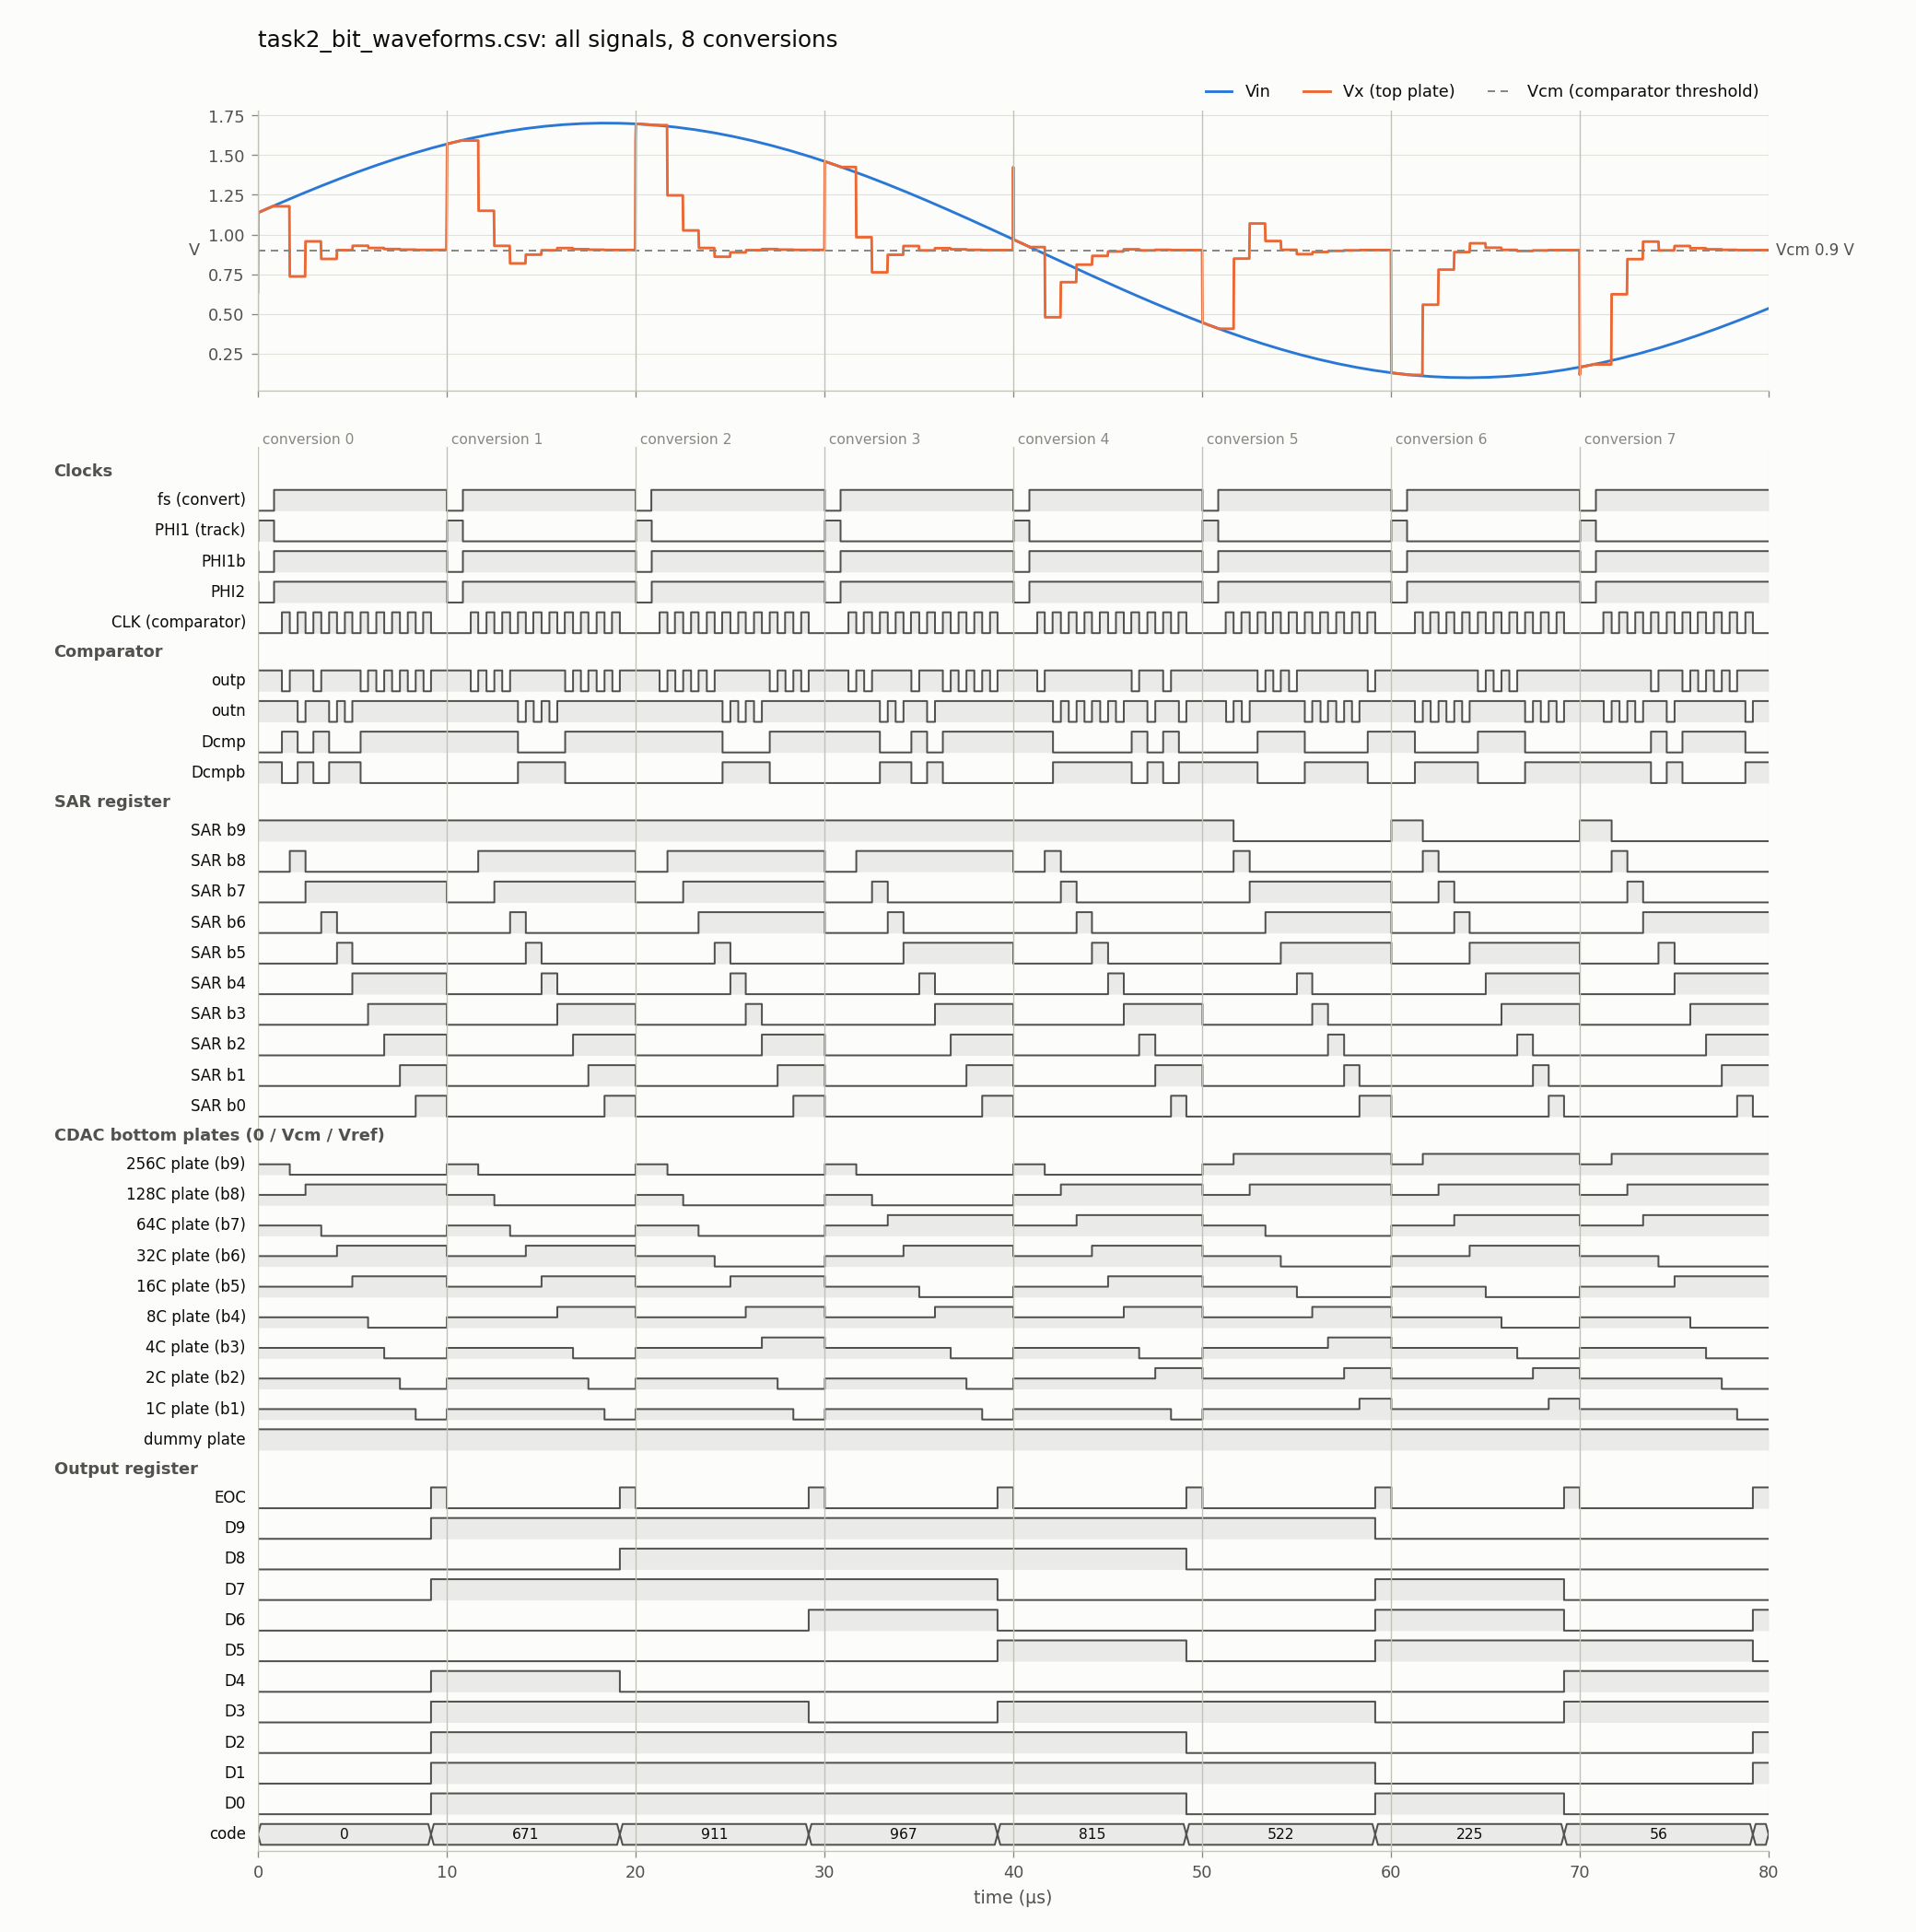 task2_bit_waveforms.csv: all signals, 8 conversions
Vin
Vx (top plate)
Vcm (comparator threshold)
1.75
1.50
1.25
1.00
V
Vcm 0.9 V
0.75
0.50
0.25
conversion 0
conversion 1
conversion 2
conversion 3
conversion 4
conversion 5
conversion 6
conversion 7
Clocks
fs (convert)
PHI1 (track)
PHI1b
PHI2
CLK (comparator)
Comparator
outp
outn
Dcmp
Dcmpb
SAR register
SAR b9
SAR b8
SAR b7
SAR b6
SAR b5
SAR b4
SAR b3
SAR b2
SAR b1
SAR b0
CDAC bottom plates (0 / Vcm / Vref)
256C plate (b9)
128C plate (b8)
64C plate (b7)
32C plate (b6)
16C plate (b5)
8C plate (b4)
4C plate (b3)
2C plate (b2)
1C plate (b1)
dummy plate
Output register
EOC
D9
D8
D7
D6
D5
D4
D3
D2
D1
D0
code 0 671 911 967 815 522 225 56
0 10 20 30 40 50 60 70 80
time (µs)